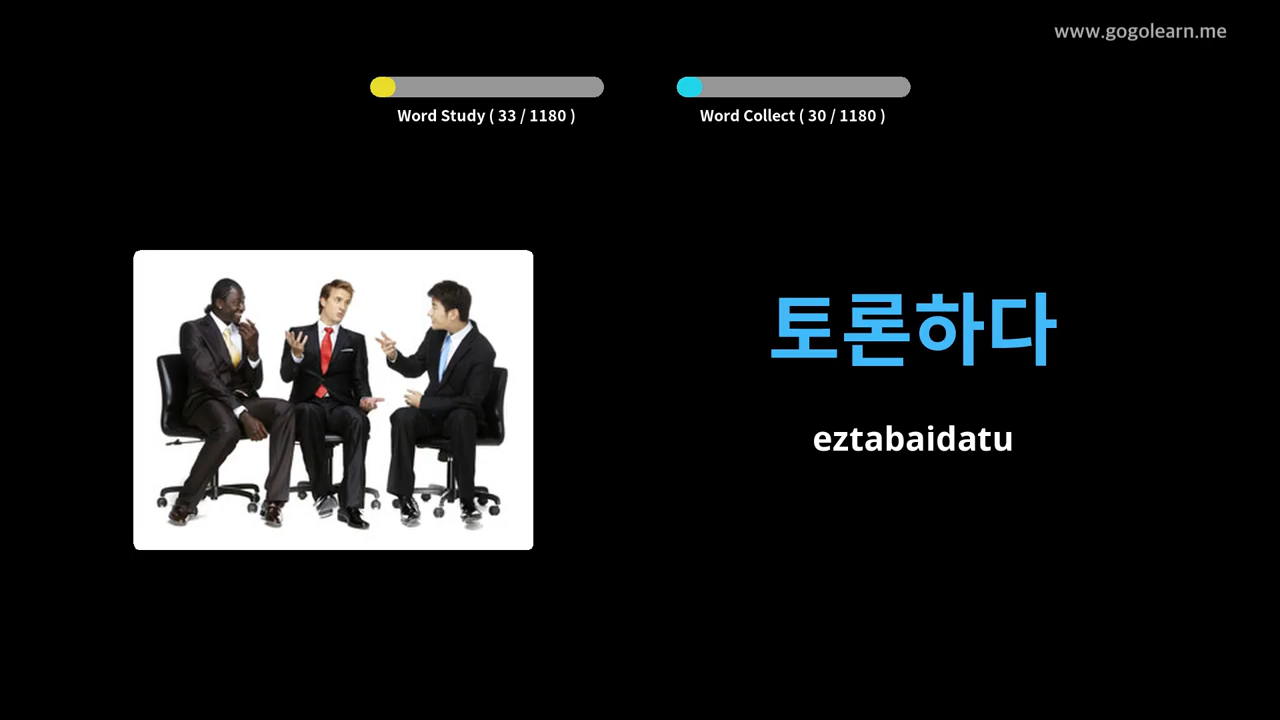 www.gogolearn.me
Word Study ( 33 / 1180 )
Word Collect ( 30 / 1180 )
토론하다
eztabaidatu